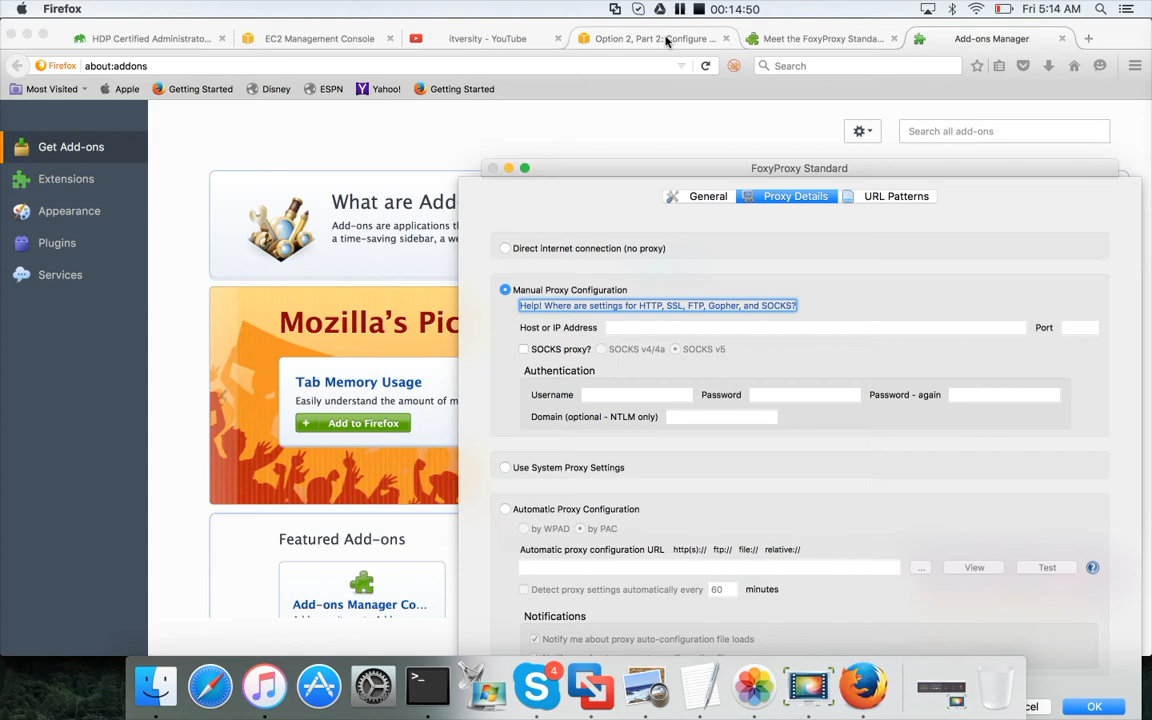 Firefox
00:14:50
5:14 AM
HDP Certified Administrato...
EC2 Management Console
itversity - YouTube
Option 2, Part 2: Configure ...
Meet the FoxyProxy Standa...
Add-ons Manager
Firefox
about:addons
Search
Most Visited
Apple
Getting Started
Disney
ESPN
Yahoo!
Getting Started
Get Add-ons
Extensions
Appearance
Plugins
Services
Search all add-ons
What are Add
Add-ons are applications t
a time-saving sidebar, a we
Mozilla's Pic
Tab Memory Usage
Easily understand the amount of m
+ Add to Firefox
Featured Add-ons
Add-ons Manager Co...
FoxyProxy Standard
General
Proxy Details
URL Patterns
Direct internet connection (no proxy)
Manual Proxy Configuration
Help! Where are settings for HTTP, SSL, FTP, Gopher, and SOCKS?
Host or IP Address
Port
SOCKS proxy?
SOCKS v4/4a
SOCKS v5
Authentication
Username
Password
Password - again
Domain (optional - NTLM only)
Use System Proxy Settings
Automatic Proxy Configuration
by WPAD
by PAC
Automatic proxy configuration URL http(s):// ftp:// file:// relative://
...
View
Test
?
Detect proxy settings automatically every 60 minutes
Notifications
Notify me about proxy auto-configuration file loads
4
cel
OK